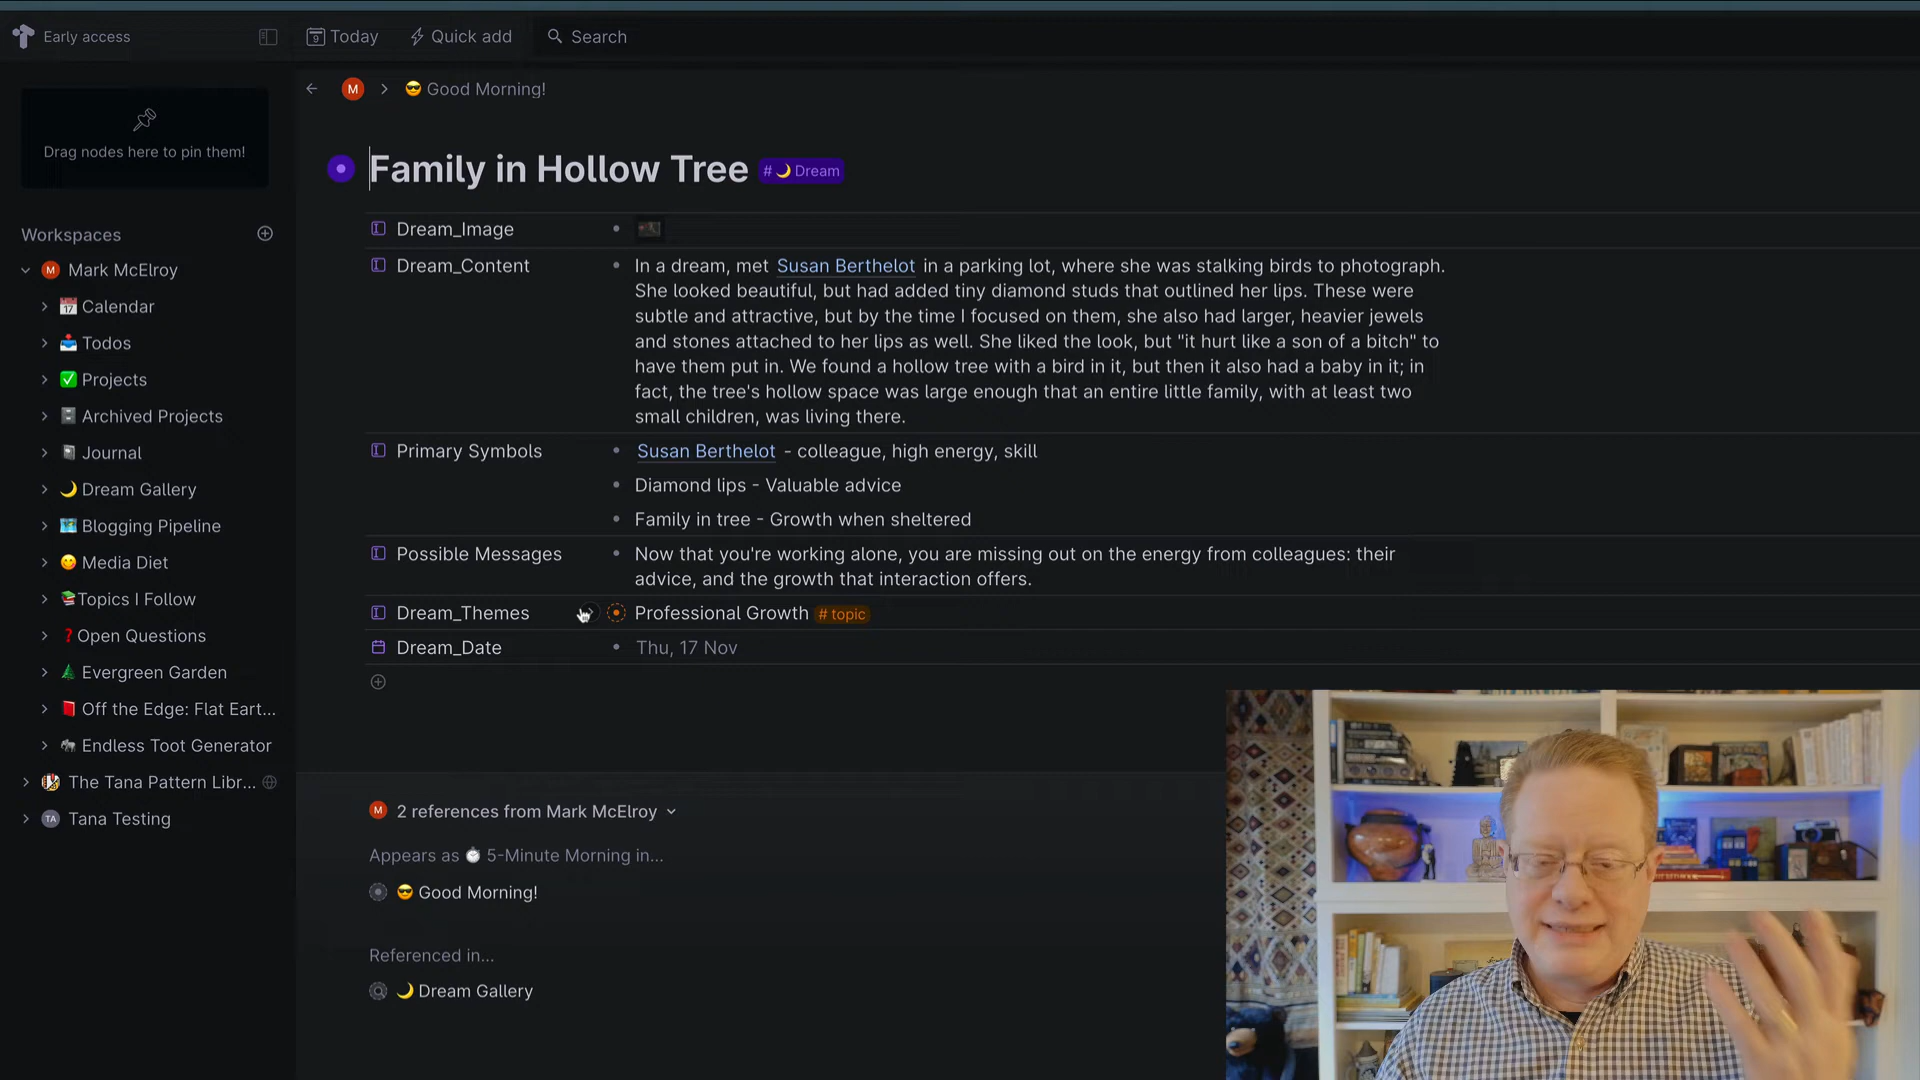 Early access
Today
Quick add
Search
Drag nodes here to pin them!
M
😎 Good Morning!
Family in Hollow Tree
# 🌙 Dream
Workspaces
M Mark McElroy
Calendar
Todos
Projects
Archived Projects
Journal
Dream Gallery
Blogging Pipeline
Media Diet
Topics I Follow
Open Questions
Evergreen Garden
Off the Edge: Flat Eart...
Endless Toot Generator
The Tana Pattern Libr...
TA Tana Testing
Dream_Image
Dream_Content
In a dream, met Susan Berthelot in a parking lot, where she was stalking birds to photograph.
She looked beautiful, but had added tiny diamond studs that outlined her lips. These were
subtle and attractive, but by the time I focused on them, she also had larger, heavier jewels
and stones attached to her lips as well. She liked the look, but "it hurt like a son of a bitch" to
have them put in. We found a hollow tree with a bird in it, but then it also had a baby in it; in
fact, the tree's hollow space was large enough that an entire little family, with at least two
small children, was living there.
Primary Symbols
Susan Berthelot - colleague, high energy, skill
Diamond lips - Valuable advice
Family in tree - Growth when sheltered
Possible Messages
Now that you're working alone, you are missing out on the energy from colleagues: their
advice, and the growth that interaction offers.
Dream_Themes
Professional Growth # topic
Dream_Date
Thu, 17 Nov
M 2 references from Mark McElroy
Appears as ⏱ 5-Minute Morning in...
😎 Good Morning!
Referenced in...
🌙 Dream Gallery